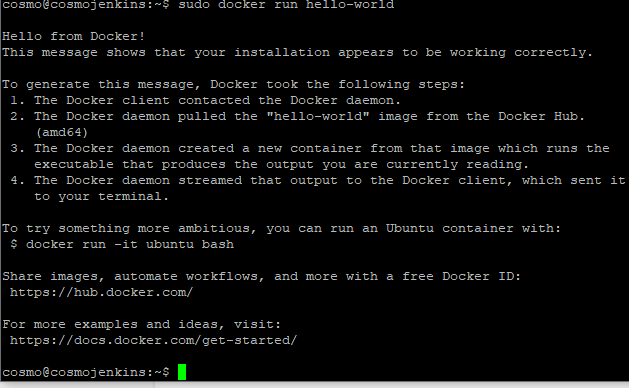 cosmo@cosmojenkins:~$ sudo docker run hello-world
Hello from Docker!
This message shows that your installation appears to be working correctly.
To generate this message, Docker took the following steps:
1. The Docker client contacted the Docker daemon.
2. The Docker daemon pulled the "hello-world" image from the Docker Hub.
(amd64)
3. The Docker daemon created a new container from that image which runs the
executable that produces the output you are currently reading.
4. The Docker daemon streamed that output to the Docker client, which sent it
to your terminal.
To try something more ambitious, you can run an Ubuntu container with:
$ docker run -it ubuntu bash
Share images, automate workflows, and more with a free Docker ID:
https://hub.docker.com/
For more examples and ideas, visit:
https://docs.docker.com/get-started/
cosmo@cosmojenkins:~$